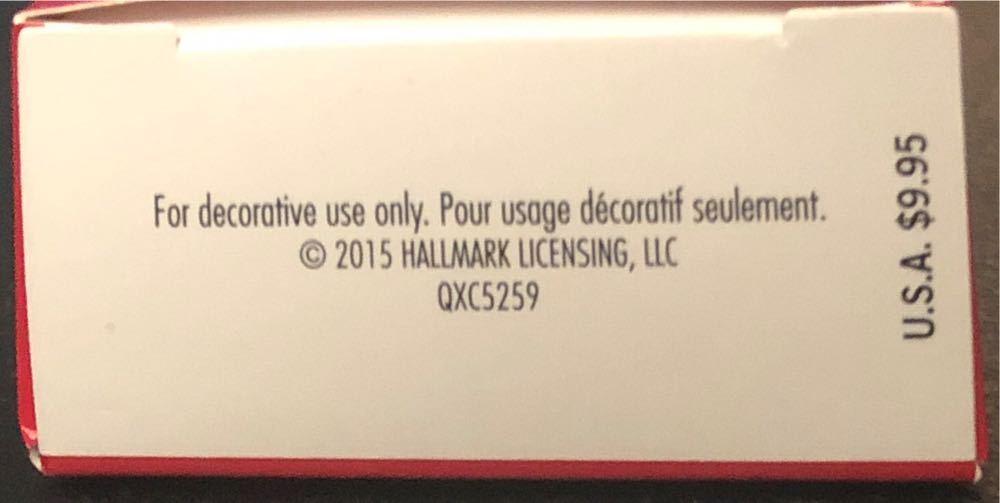 For decorative use only. Pour usage décoratif seulement.
© 2015 HALLMARK LICENSING, LLC
QXC5259
U.S.A. $9.95